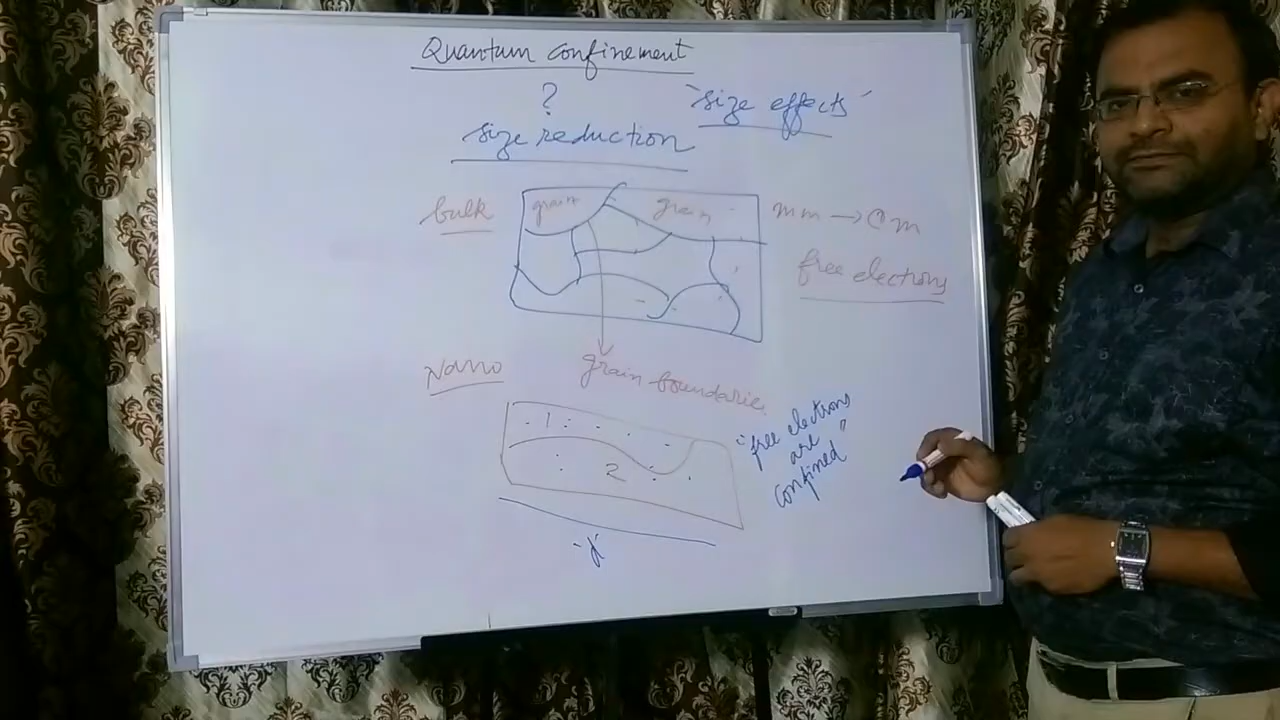 Quantum confinement
?
"size effects"
size reduction
bulk
grain
grain
mm → m
free electrons
grain boundaries
Nano
1
2
"free electrons
are"
confined